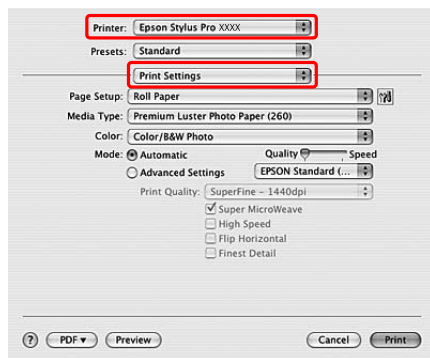 Printer: Epson Stylus Pro XXXX
Presets: Standard
Print Settings
Page Setup: Roll Paper
Media Type: Premium Luster Photo Paper (260)
Color: Color/B&W Photo
Mode: Automatic Quality Speed
Advanced Settings EPSON Standard (...
Print Quality: SuperFine - 1440dpi
Super MicroWeave
High Speed
Flip Horizontal
Finest Detail
? PDF ▾ Preview Cancel Print